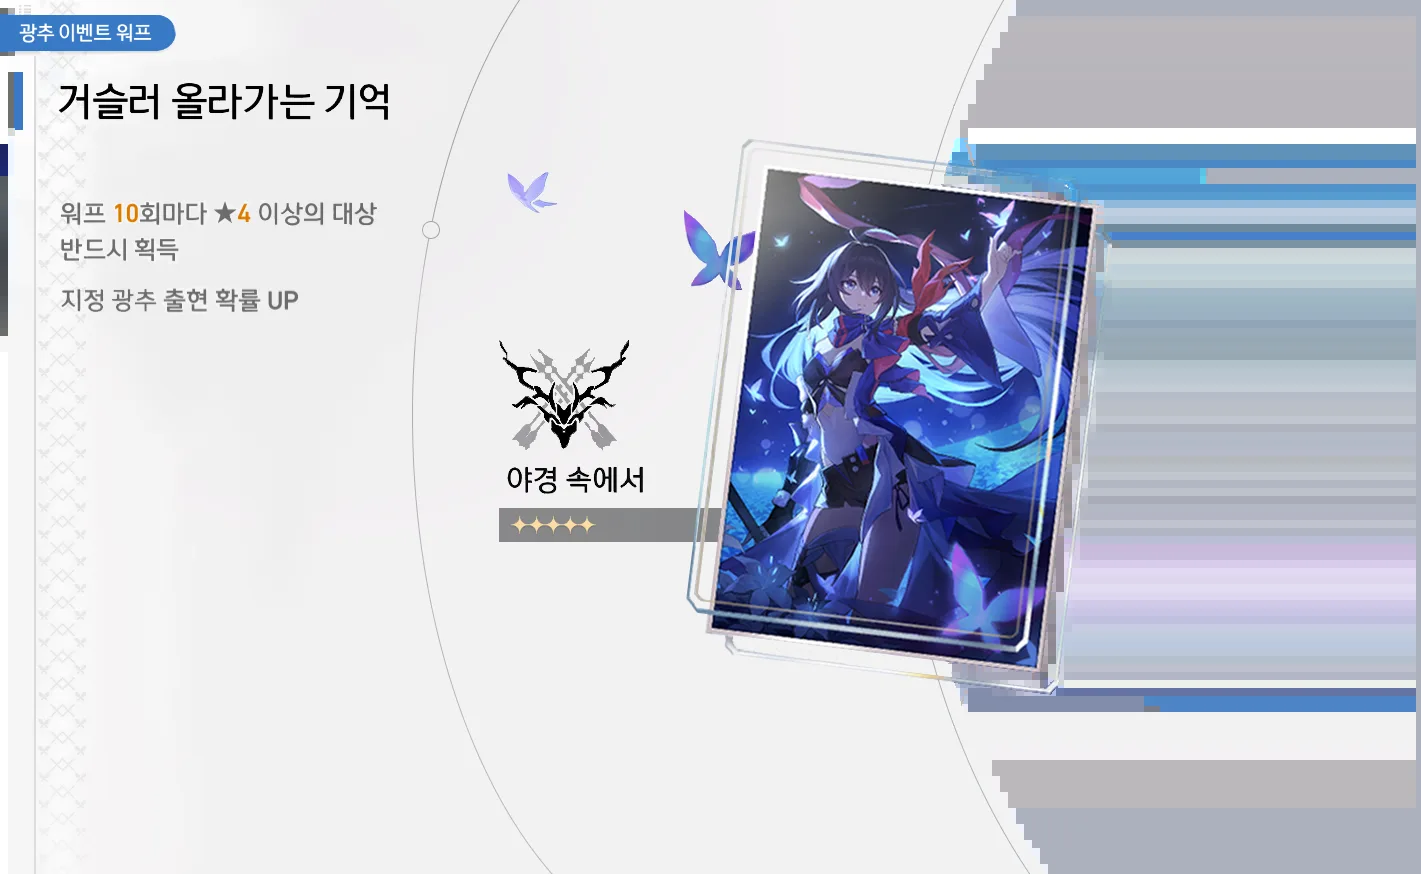 광추 이벤트 워프
거슬러 올라가는 기억
워프 10회마다 ★4 이상의 대상
반드시 획득
지정 광추 출현 확률 UP
야경 속에서